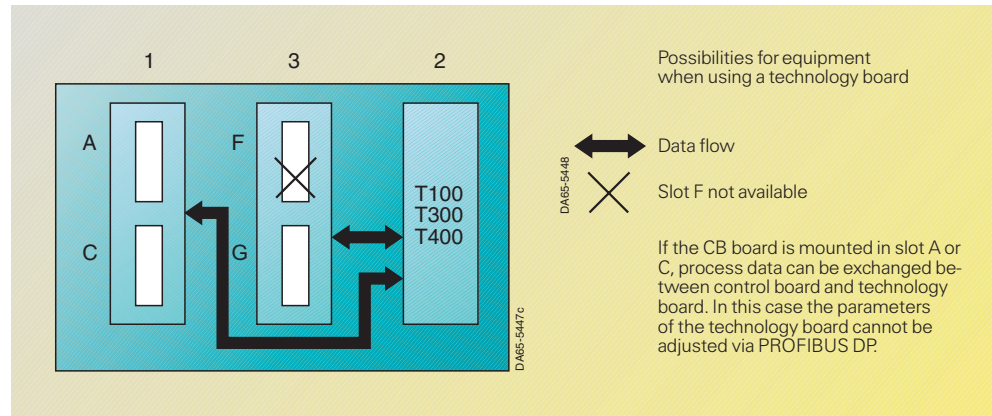 1 3 2
A F
C G
T100
T300
T400
DA65-5447c
Possibilities for equipment
when using a technology board
DA65-5448
Data flow
Slot F not available
If the CB board is mounted in slot A or
C, process data can be exchanged be-
tween control board and technology
board. In this case the parameters
of the technology board cannot be
adjusted via PROFIBUS DP.